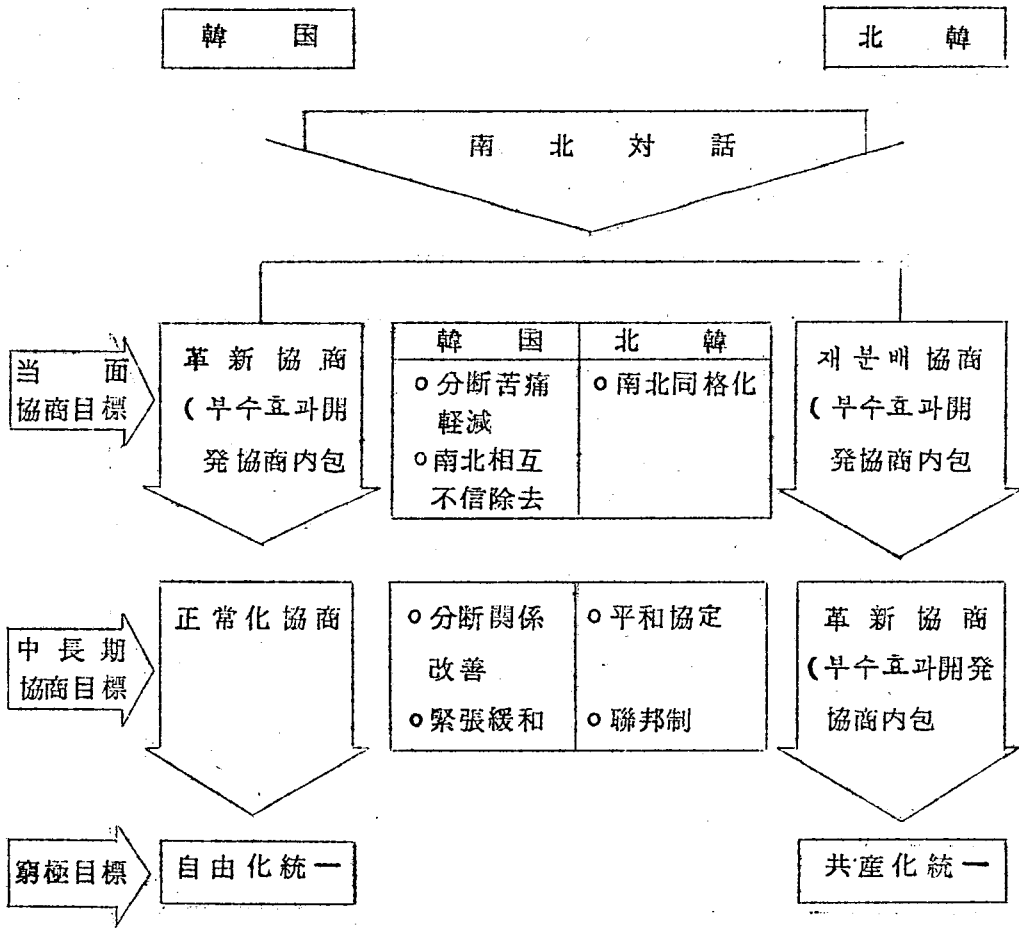 韓 国
北 韓
南 北 対 話
当 面
協商目標
革 新 協 商
( 부수효과開
発協商内包
韓 国
北 韓
○ 分断苦痛
軽減
○ 南北相互
不信除去
○ 南北同格化
재 분 배 協商
( 부수효과開
発協商内包
中 長 期
協商目標
正常化協商
○ 分断関係
改善
○ 緊張緩和
○ 平和協定
○ 聯邦制
革 新 協 商
(부수효과開発
協商内包
窮極目標
自由化統一
共産化統一